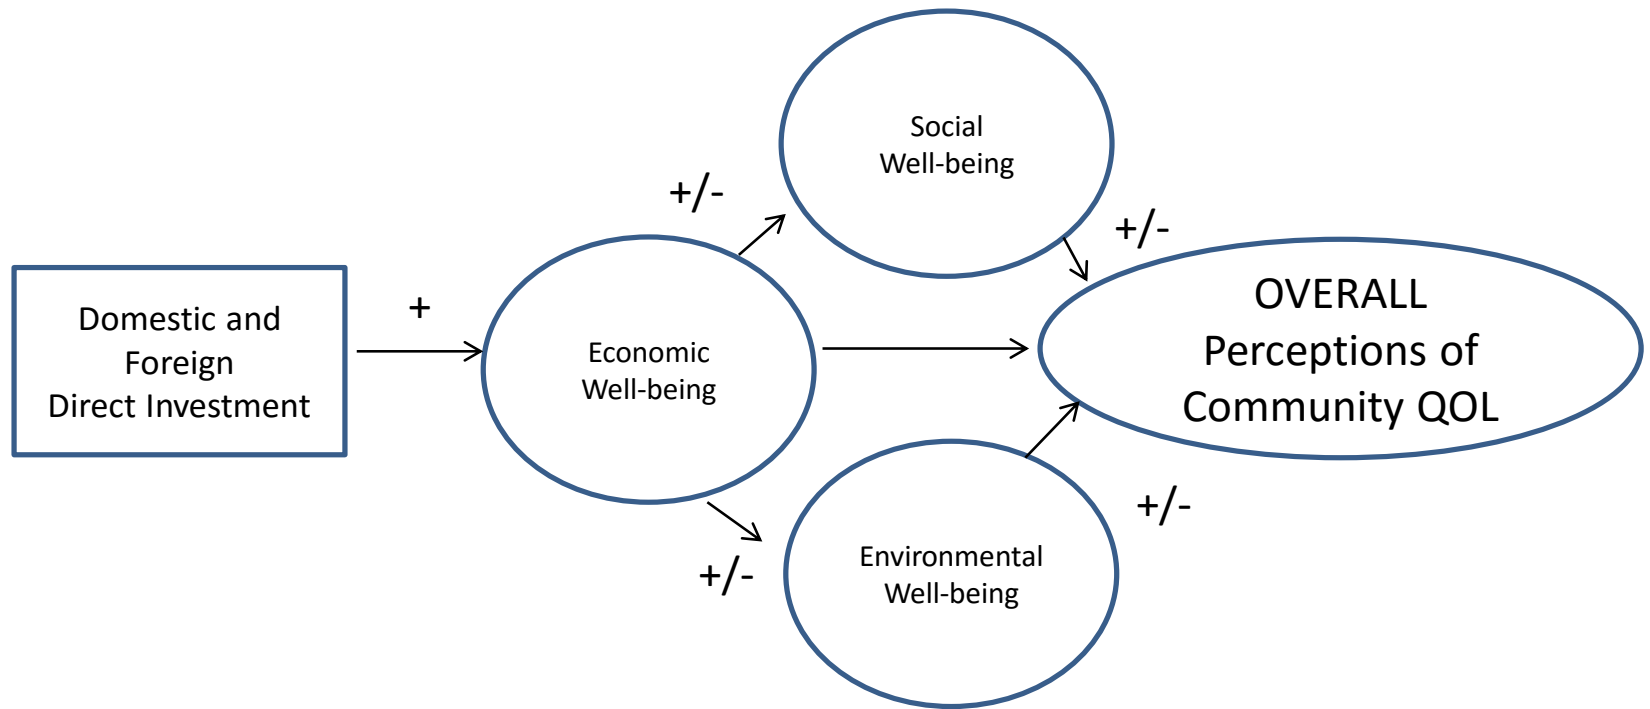 Social
Well-being
+/-
+/-
Domestic and
Foreign
Direct Investment
+
Economic
Well-being
OVERALL
Perceptions of
Community QOL
+/-
+/-
Environmental
Well-being